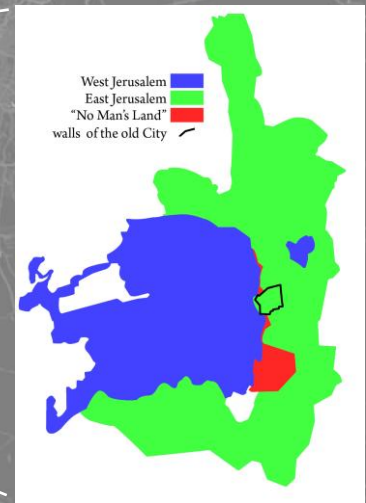 West Jerusalem
East Jerusalem
“No Man’s Land”
walls of the old City